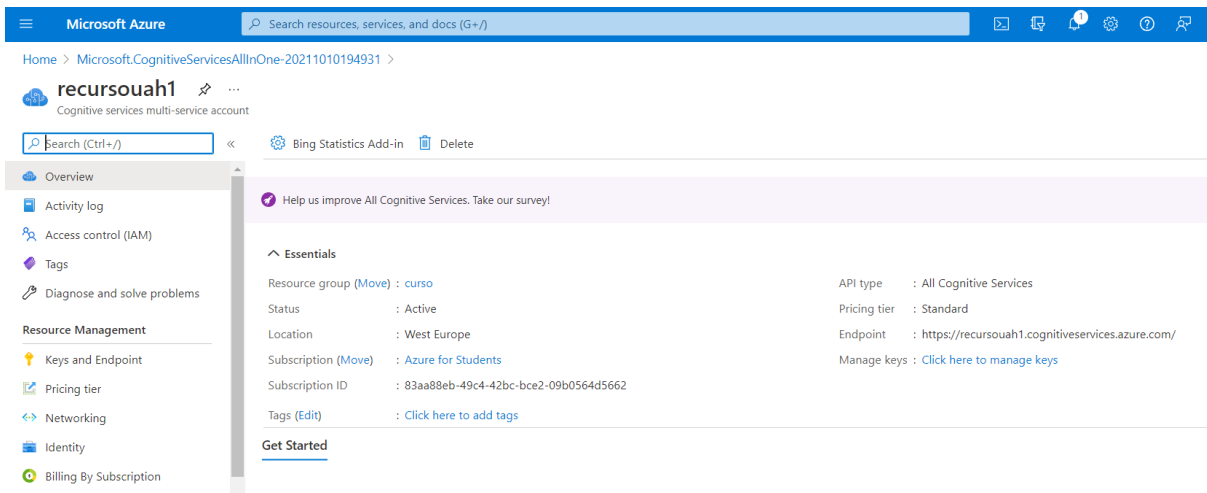 Microsoft Azure
Search resources, services, and docs (G+/)
1
Home > Microsoft.CognitiveServicesAllInOne-20211010194931 >
recursouah1 ...
Cognitive services multi-service account
Search (Ctrl+/) «
Bing Statistics Add-in Delete
Overview
Activity log
Access control (IAM)
Tags
Diagnose and solve problems
Resource Management
Keys and Endpoint
Pricing tier
Networking
Identity
Billing By Subscription
Help us improve All Cognitive Services. Take our survey!
Essentials
Resource group (Move) : curso
Status : Active
Location : West Europe
Subscription (Move) : Azure for Students
Subscription ID : 83aa88eb-49c4-42bc-bce2-09b0564d5662
Tags (Edit) : Click here to add tags
API type : All Cognitive Services
Pricing tier : Standard
Endpoint : https://recursouah1.cognitiveservices.azure.com/
Manage keys : Click here to manage keys
Get Started